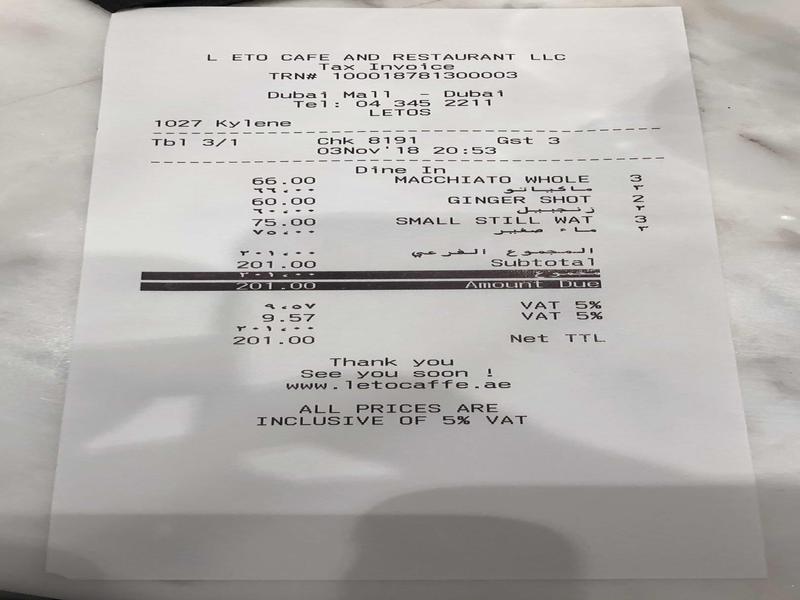 L ETO CAFE AND RESTAURANT LLC
Tax Invoice
TRN# 100018781300003
Dubai Mall - Dubai
Tel: 04 345 2211
LETOS
1027 Kylene
Tbl 3/1 Chk 8191 Gst 3
03Nov'18 20:53
Dine In
66.00 MACCHIATO WHOLE 3
٦٦،٠٠ ماكياتو ٣
60.00 GINGER SHOT 2
٦٠،٠٠ زنجبيل ٢
75.00 SMALL STILL WAT 3
٧٥،٠٠ ماء صغير ٣
٢٠١،٠٠ المجموع الفرعي
201.00 Subtotal
٢٠١،٠٠ مجموع
201.00 Amount Due
٩،٥٧ VAT 5%
9.57 VAT 5%
٢٠١،٠٠
201.00 Net TTL
Thank you
See you soon !
www.letocaffe.ae
ALL PRICES ARE
INCLUSIVE OF 5% VAT